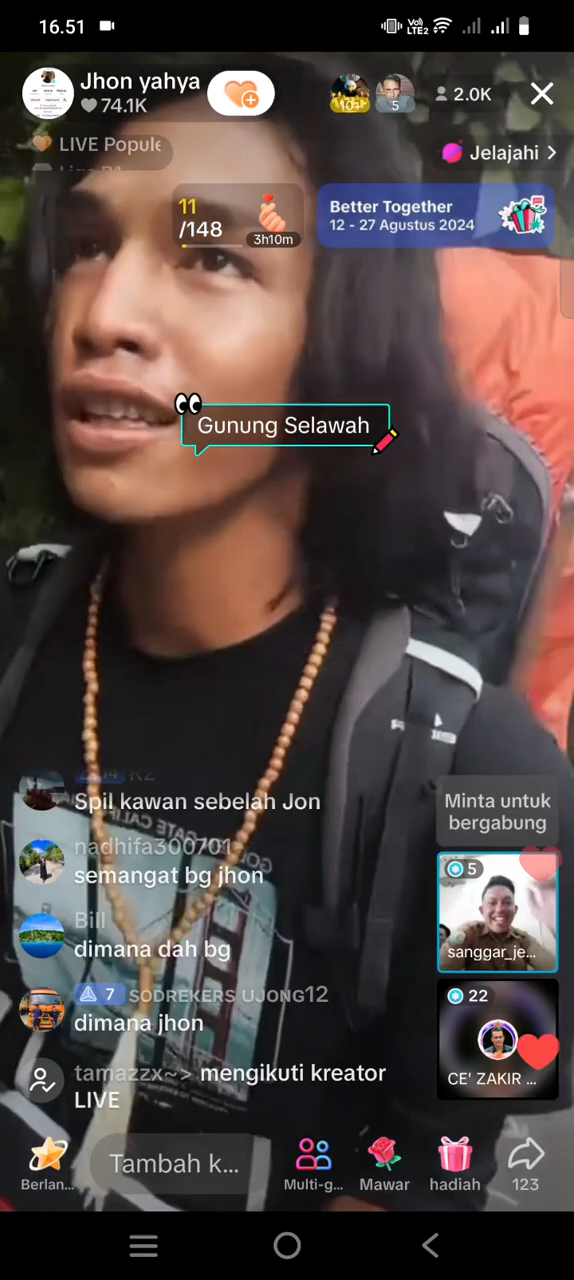 16.51
Vo) LTE2
Jhon yahya
74.1K
10+
5
2.0K
LIVE Popule
Jelajahi
11
/148
3h10m
Better Together
12 - 27 Agustus 2024
Gunung Selawah
R2
Spil kawan sebelah Jon
Minta untuk
bergabung
nadhifa300701
semangat bg jhon
5
sanggar_je...
Bill
dimana dah bg
7 SODREKERS UJONG12
dimana jhon
22
CE' ZAKIR ...
tamazzx~> mengikuti kreator
LIVE
Berlan...
Tambah k...
Multi-g...
Mawar
hadiah
123